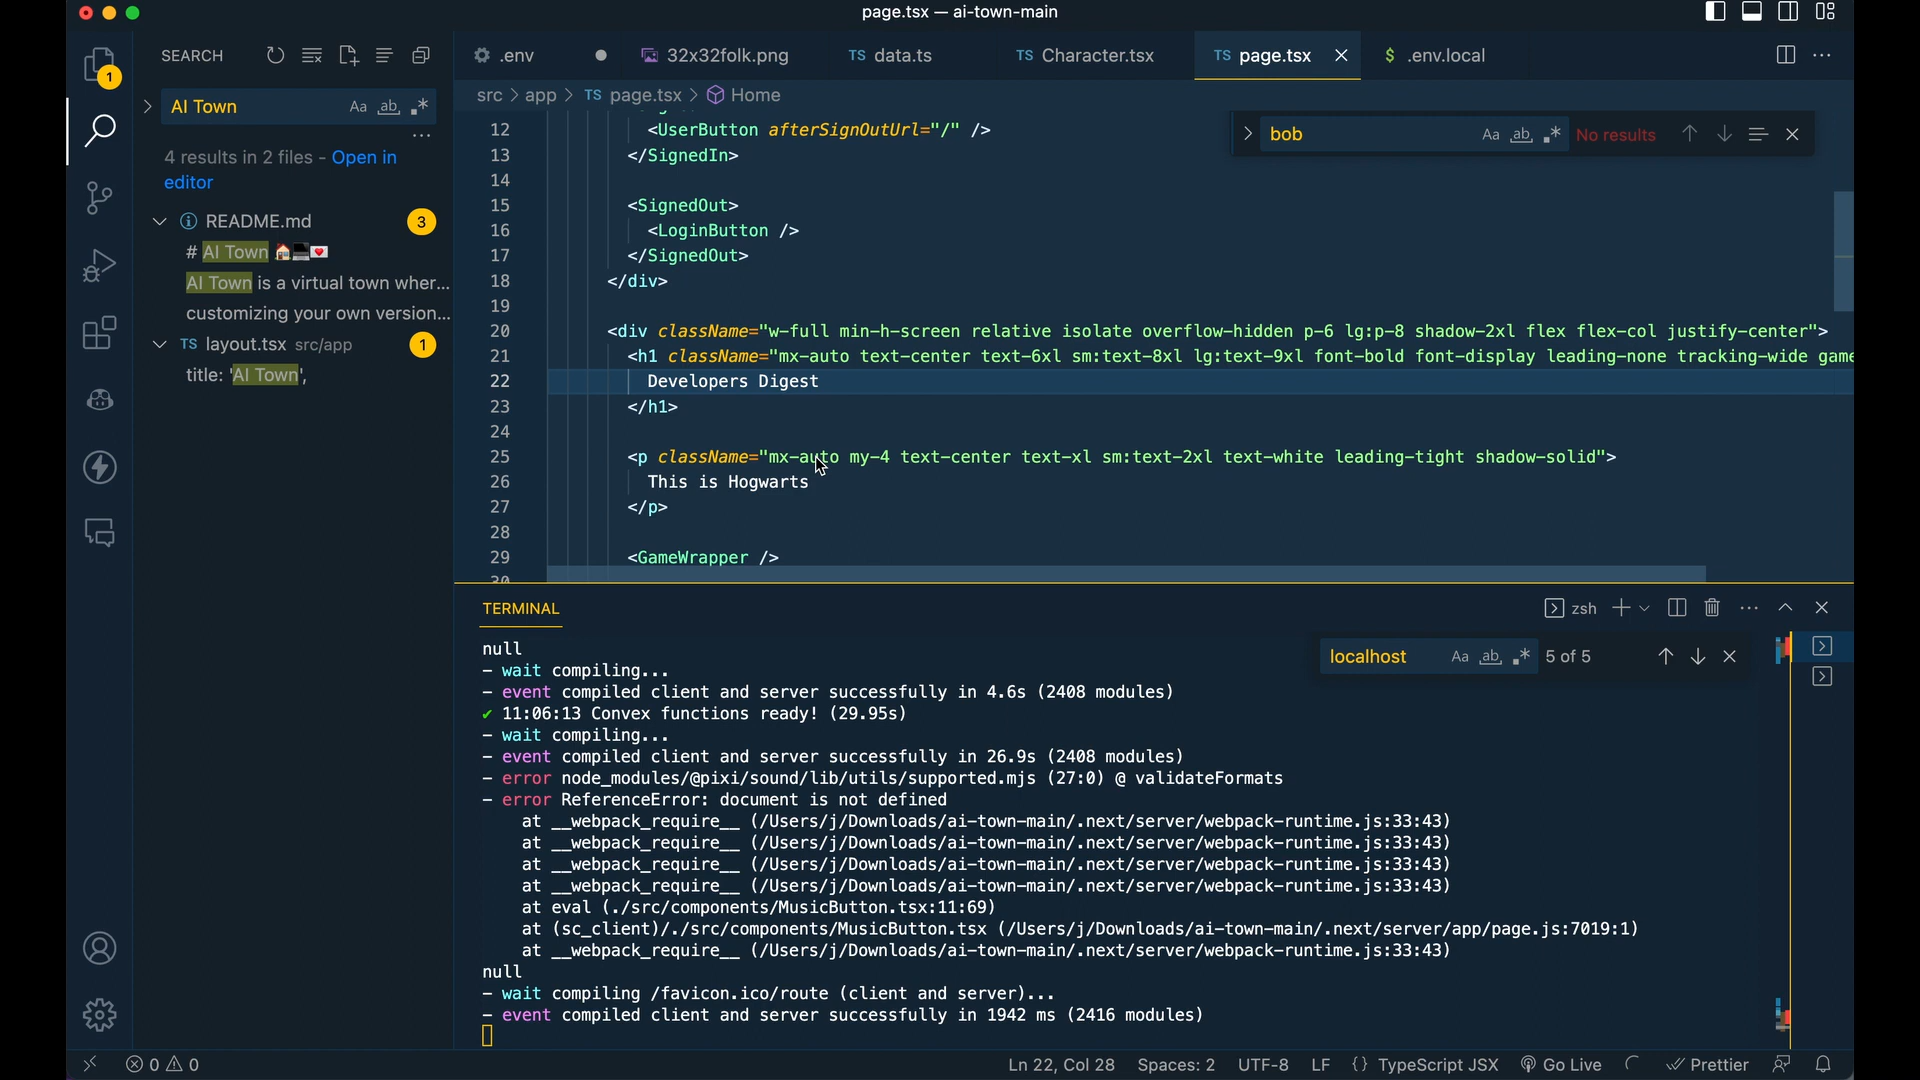 page.tsx — ai-town-main
SEARCH
AI Town
Aa ab .*
4 results in 2 files - Open in
editor
README.md 3
# AI Town
AI Town is a virtual town wher...
customizing your own version...
TS layout.tsx src/app 1
title: 'AI Town',
.env
32x32folk.png
TS data.ts
TS Character.tsx
TS page.tsx
$ .env.local
src > app > TS page.tsx > Home
bob Aa ab .* No results
12 <UserButton afterSignOutUrl="/" />
13 </SignedIn>
14
15 <SignedOut>
16 <LoginButton />
17 </SignedOut>
18 </div>
19
20 <div className="w-full min-h-screen relative isolate overflow-hidden p-6 lg:p-8 shadow-2xl flex flex-col justify-center">
21 <h1 className="mx-auto text-center text-6xl sm:text-8xl lg:text-9xl font-bold font-display leading-none tracking-wide game
22 Developers Digest
23 </h1>
24
25 <p className="mx-auto my-4 text-center text-xl sm:text-2xl text-white leading-tight shadow-solid">
26 This is Hogwarts
27 </p>
28
29 <GameWrapper />
30
TERMINAL
zsh
localhost Aa ab .* 5 of 5
null
- wait compiling...
- event compiled client and server successfully in 4.6s (2408 modules)
✔ 11:06:13 Convex functions ready! (29.95s)
- wait compiling...
- event compiled client and server successfully in 26.9s (2408 modules)
- error node_modules/@pixi/sound/lib/utils/supported.mjs (27:0) @ validateFormats
- error ReferenceError: document is not defined
at __webpack_require__ (/Users/j/Downloads/ai-town-main/.next/server/webpack-runtime.js:33:43)
at __webpack_require__ (/Users/j/Downloads/ai-town-main/.next/server/webpack-runtime.js:33:43)
at __webpack_require__ (/Users/j/Downloads/ai-town-main/.next/server/webpack-runtime.js:33:43)
at __webpack_require__ (/Users/j/Downloads/ai-town-main/.next/server/webpack-runtime.js:33:43)
at eval (./src/components/MusicButton.tsx:11:69)
at (sc_client)/./src/components/MusicButton.tsx (/Users/j/Downloads/ai-town-main/.next/server/app/page.js:7019:1)
at __webpack_require__ (/Users/j/Downloads/ai-town-main/.next/server/webpack-runtime.js:33:43)
null
- wait compiling /favicon.ico/route (client and server)...
- event compiled client and server successfully in 1942 ms (2416 modules)
1
0 0
Ln 22, Col 28
Spaces: 2
UTF-8
LF
{} TypeScript JSX
Go Live
Prettier